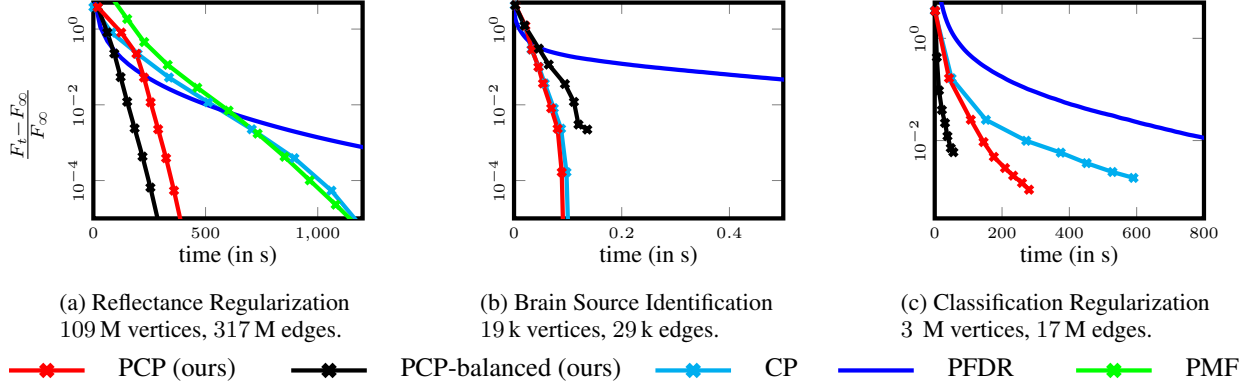 10^0
10^-2
10^-4
F_t − F_∞
F_∞
0 500 1,000
time (in s)
10^0
10^-2
10^-4
0 0.2 0.4
time (in s)
10^0
10^-2
0 200 400 600 800
time (in s)
(a) Reflectance Regularization
109 M vertices, 317 M edges.
(b) Brain Source Identification
19 k vertices, 29 k edges.
(c) Classification Regularization
3 M vertices, 17 M edges.
PCP (ours) PCP-balanced (ours) CP PFDR PMF